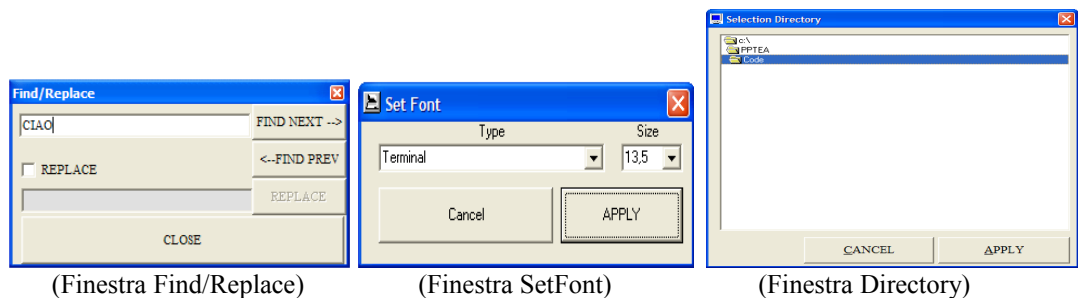 Find/Replace
CIAO
FIND NEXT -->
<--FIND PREV
REPLACE
REPLACE
CLOSE
(Finestra Find/Replace)
Set Font
Type Size
Terminal 13,5
Cancel APPLY
(Finestra SetFont)
Selection Directory
c:\
PPTEA
Code
CANCEL APPLY
(Finestra Directory)